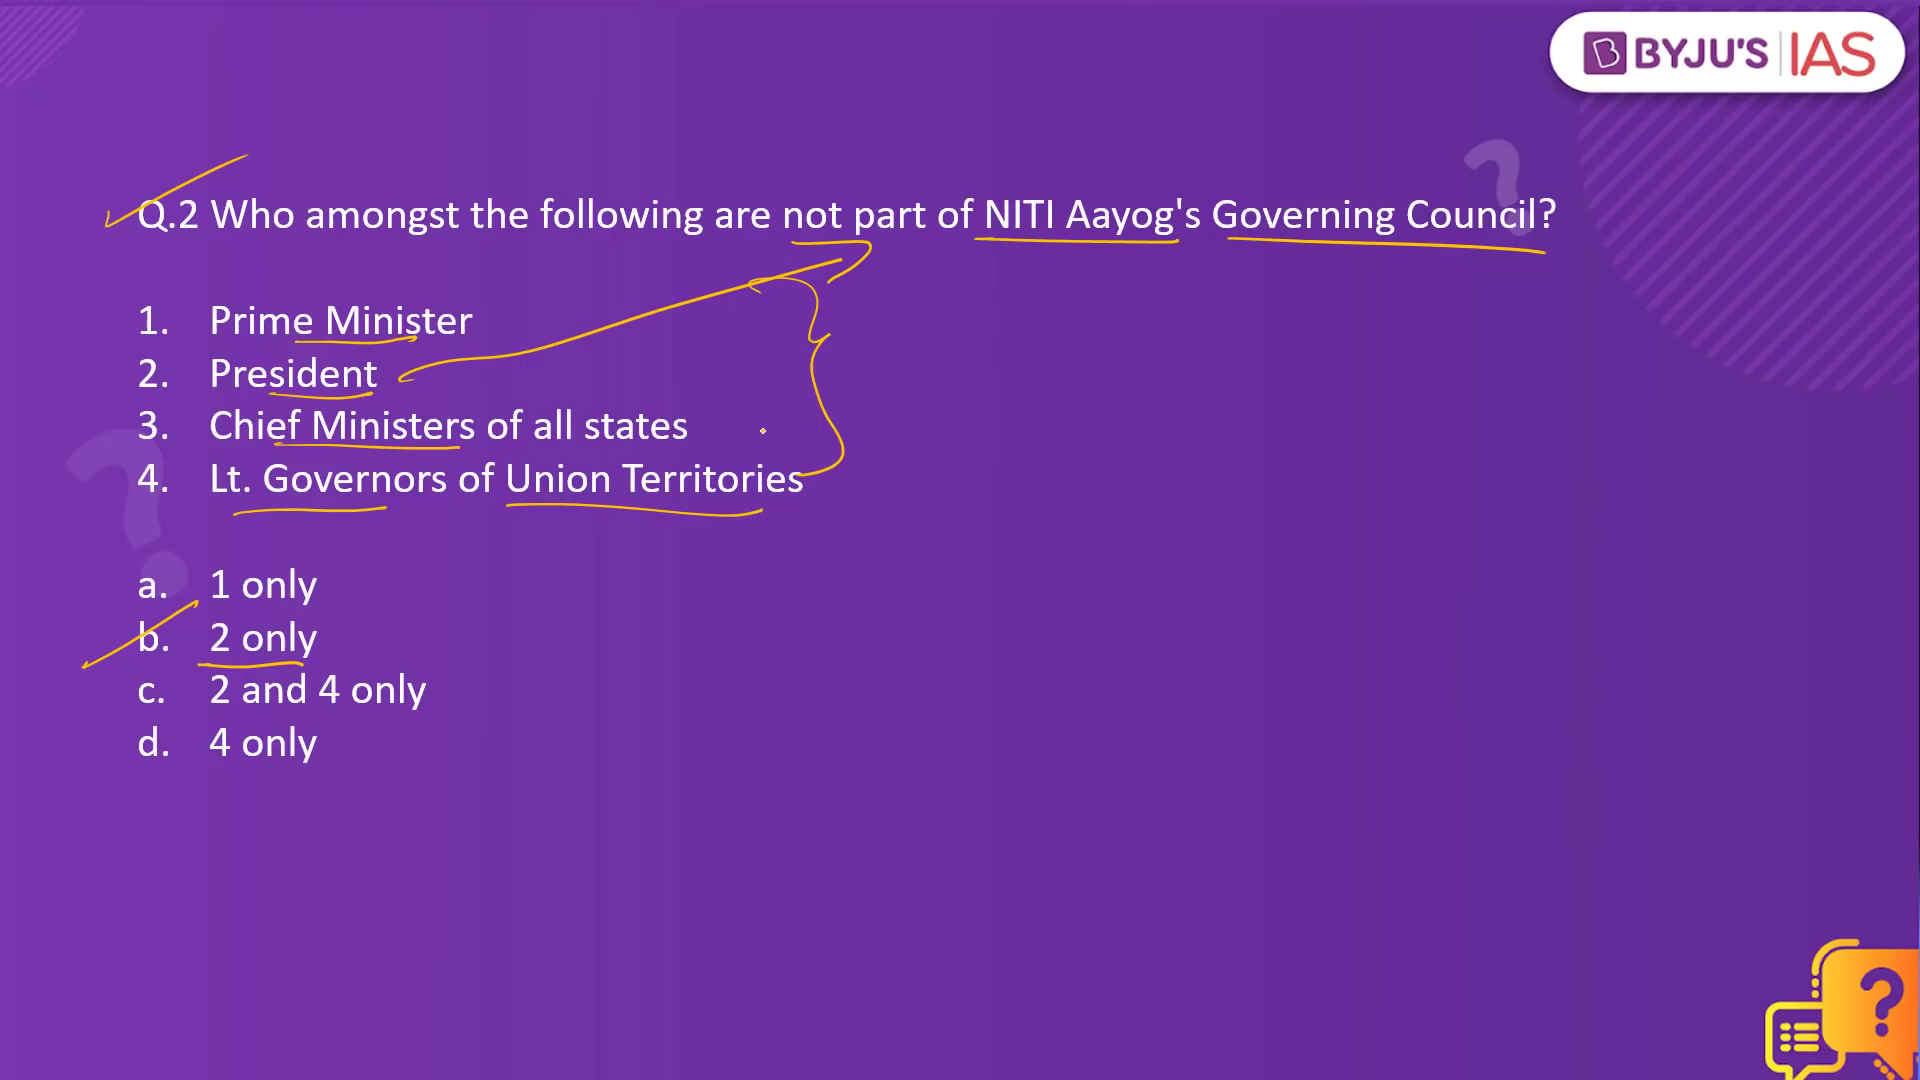 BYJU'S IAS
Q.2 Who amongst the following are not part of NITI Aayog's Governing Council?
1. Prime Minister
2. President
3. Chief Ministers of all states
4. Lt. Governors of Union Territories
a. 1 only
b. 2 only
c. 2 and 4 only
d. 4 only